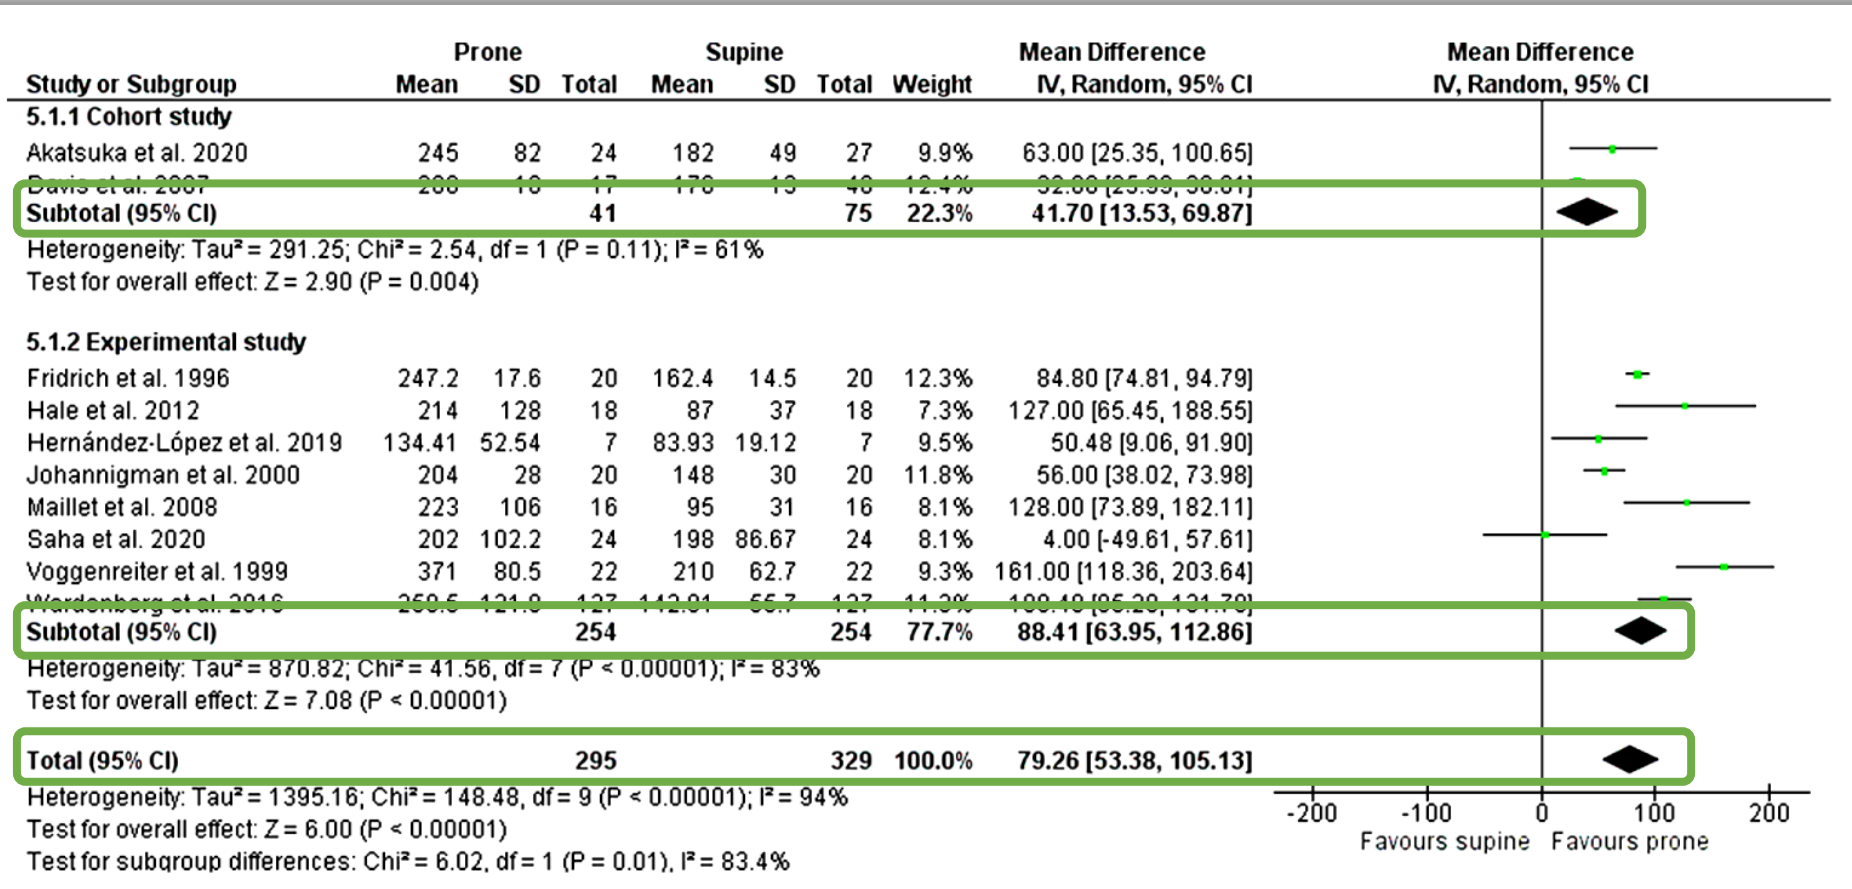 Prone Supine Mean Difference Mean Difference
Study or Subgroup Mean SD Total Mean SD Total Weight IV, Random, 95% CI IV, Random, 95% CI
5.1.1 Cohort study
Akatsuka et al. 2020 245 82 24 182 49 27 9.9% 63.00 [25.35, 100.65]
Davis et al. 2007 17
Subtotal (95% CI) 41 75 22.3% 41.70 [13.53, 69.87]
Heterogeneity: Tau² = 291.25; Chi² = 2.54, df = 1 (P = 0.11); I² = 61%
Test for overall effect: Z = 2.90 (P = 0.004)
5.1.2 Experimental study
Fridrich et al. 1996 247.2 17.6 20 162.4 14.5 20 12.3% 84.80 [74.81, 94.79]
Hale et al. 2012 214 128 18 87 37 18 7.3% 127.00 [65.45, 188.55]
Hernández-López et al. 2019 134.41 52.54 7 83.93 19.12 7 9.5% 50.48 [9.06, 91.90]
Johannigman et al. 2000 204 28 20 148 30 20 11.8% 56.00 [38.02, 73.98]
Maillet et al. 2008 223 106 16 95 31 16 8.1% 128.00 [73.89, 182.11]
Saha et al. 2020 202 102.2 24 198 86.67 24 8.1% 4.00 [-49.61, 57.61]
Voggenreiter et al. 1999 371 80.5 22 210 62.7 22 9.3% 161.00 [118.36, 203.64]
et al. 2016 127 127
Subtotal (95% CI) 254 254 77.7% 88.41 [63.95, 112.86]
Heterogeneity: Tau² = 870.82; Chi² = 41.56, df = 7 (P < 0.00001); I² = 83%
Test for overall effect: Z = 7.08 (P < 0.00001)
Total (95% CI) 295 329 100.0% 79.26 [53.38, 105.13]
Heterogeneity: Tau² = 1395.16; Chi² = 148.48, df = 9 (P < 0.00001); I² = 94%
Test for overall effect: Z = 6.00 (P < 0.00001)
Test for subgroup differences: Chi² = 6.02, df = 1 (P = 0.01), I² = 83.4%
-200 -100 0 100 200
Favours supine Favours prone